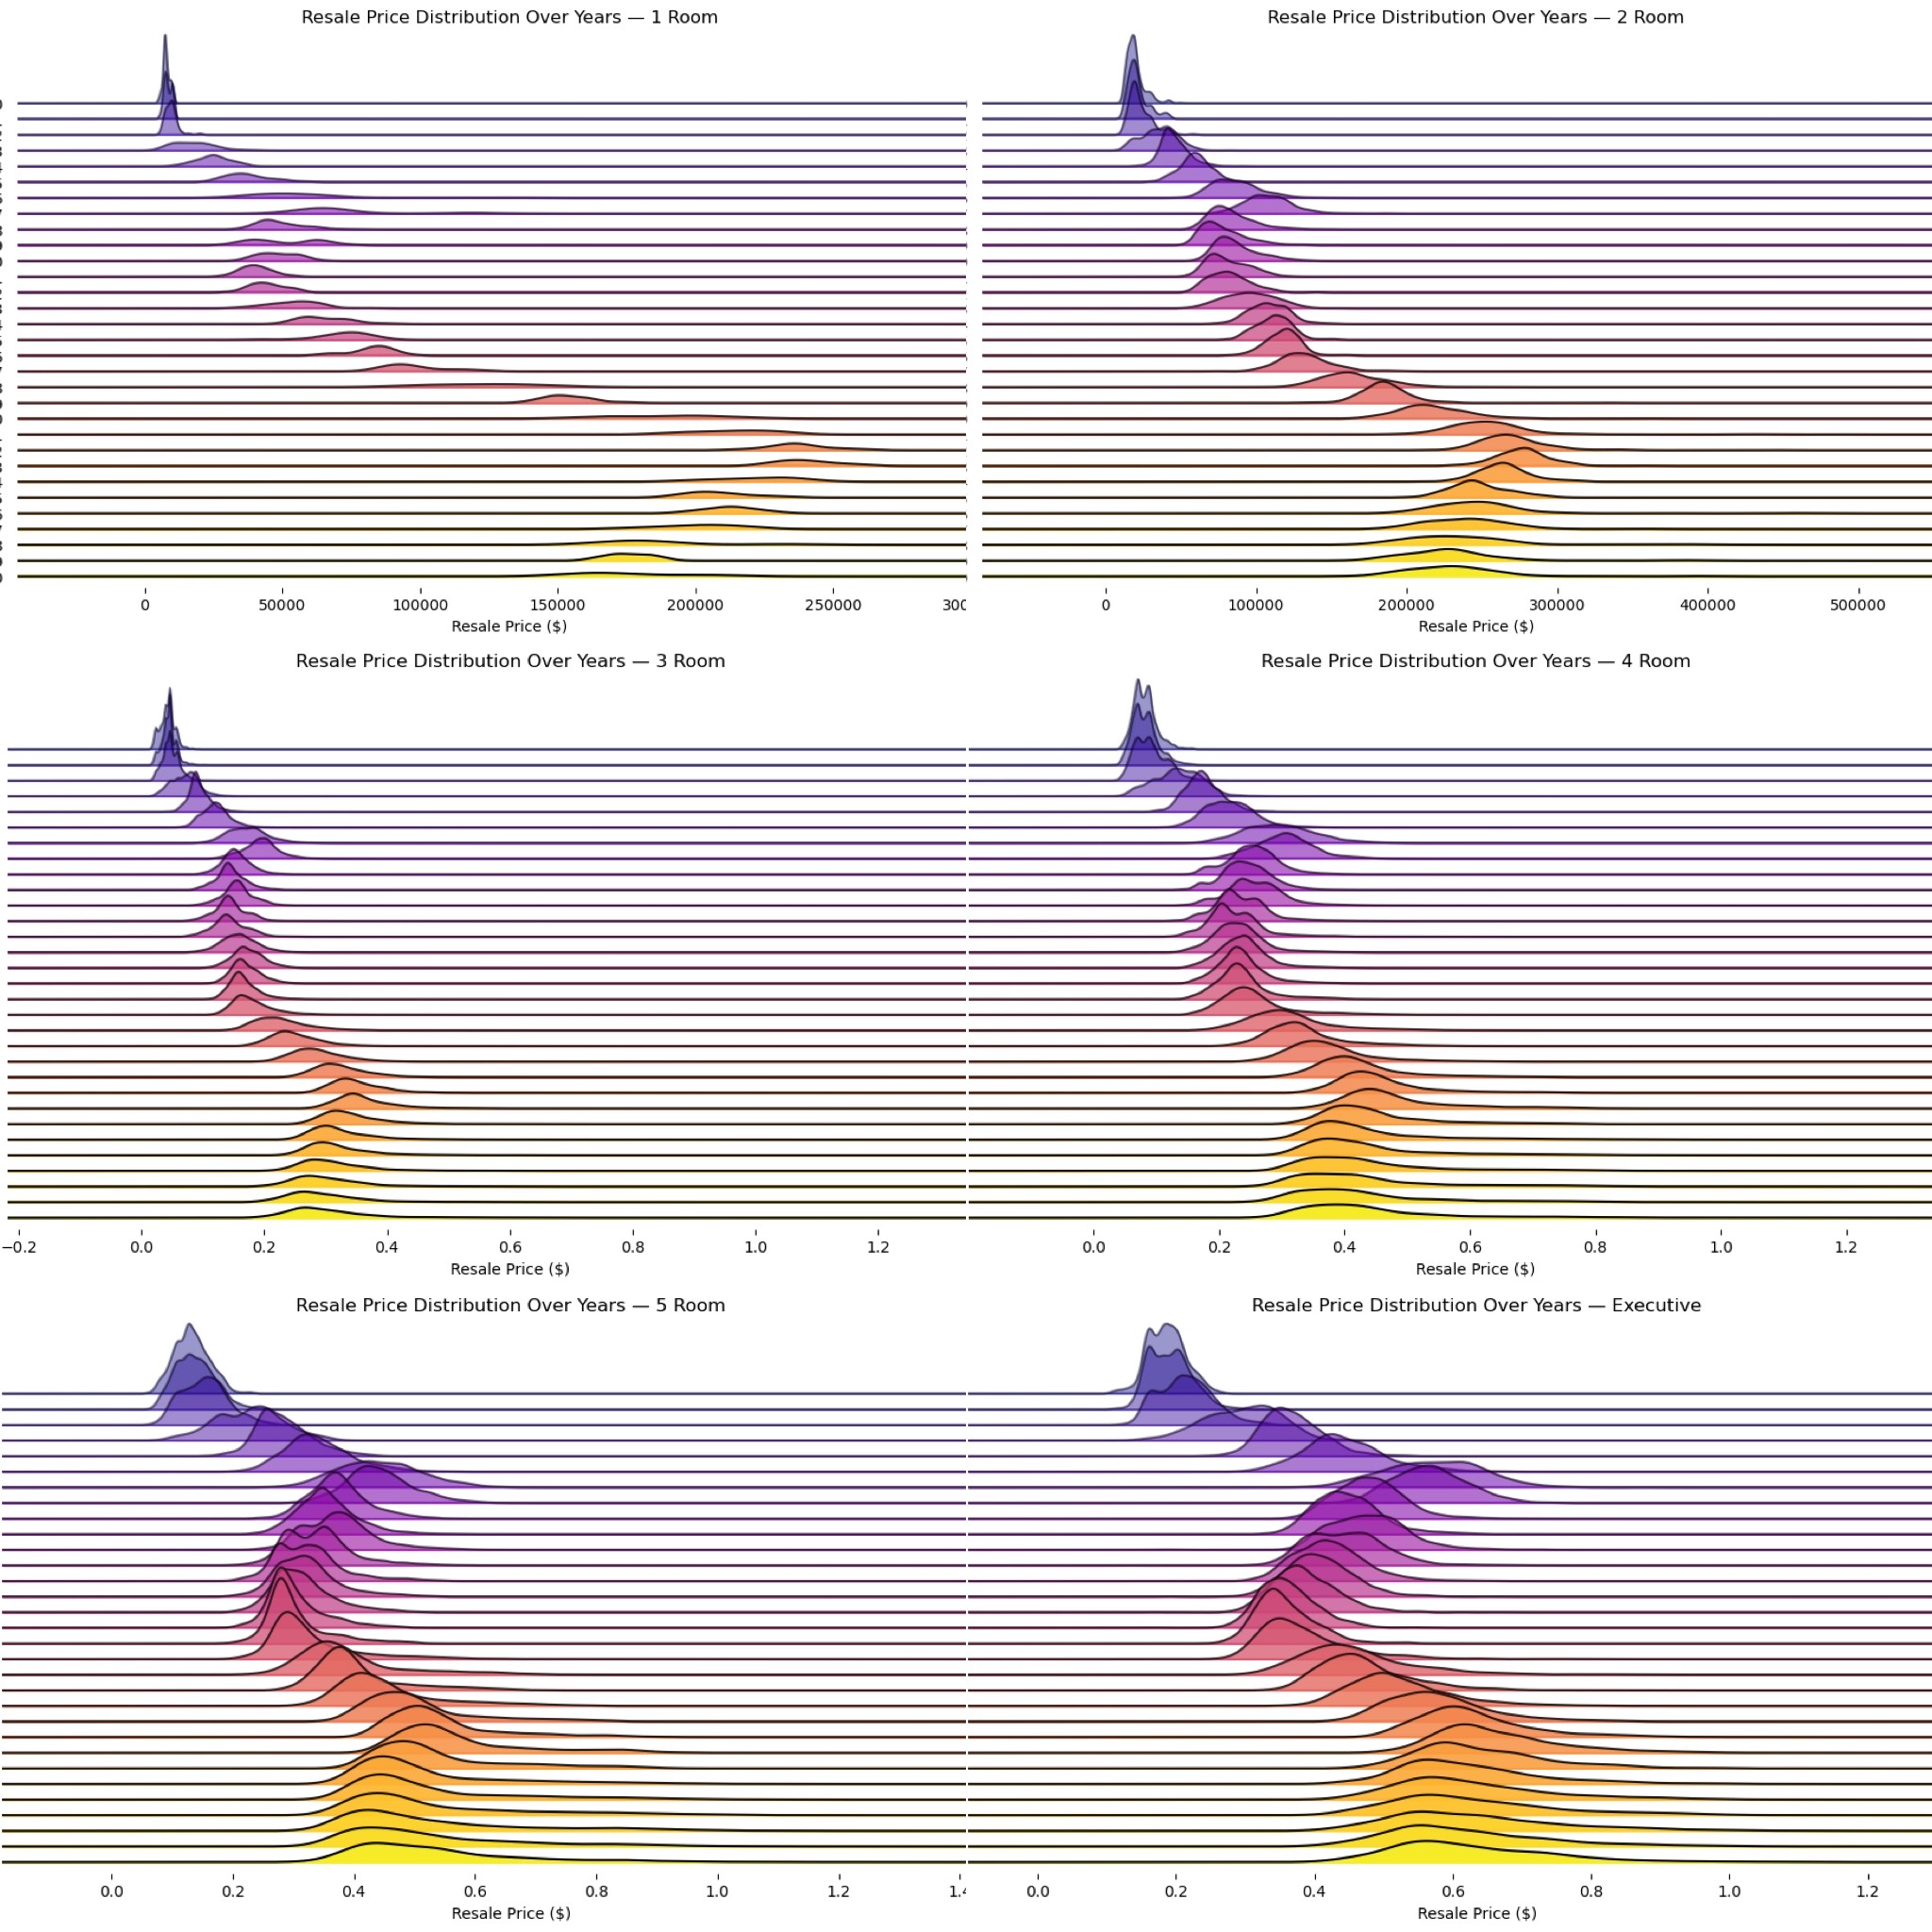 Resale Price Distribution Over Years — 1 Room
0 50000 100000 150000 200000 250000
Resale Price ($)
Resale Price Distribution Over Years — 2 Room
0 100000 200000 300000 400000 500000
Resale Price ($)
Resale Price Distribution Over Years — 3 Room
−0.2 0.0 0.2 0.4 0.6 0.8 1.0 1.2
Resale Price ($)
Resale Price Distribution Over Years — 4 Room
0.0 0.2 0.4 0.6 0.8 1.0 1.2
Resale Price ($)
Resale Price Distribution Over Years — 5 Room
0.0 0.2 0.4 0.6 0.8 1.0 1.2
Resale Price ($)
Resale Price Distribution Over Years — Executive
0.0 0.2 0.4 0.6 0.8 1.0 1.2
Resale Price ($)